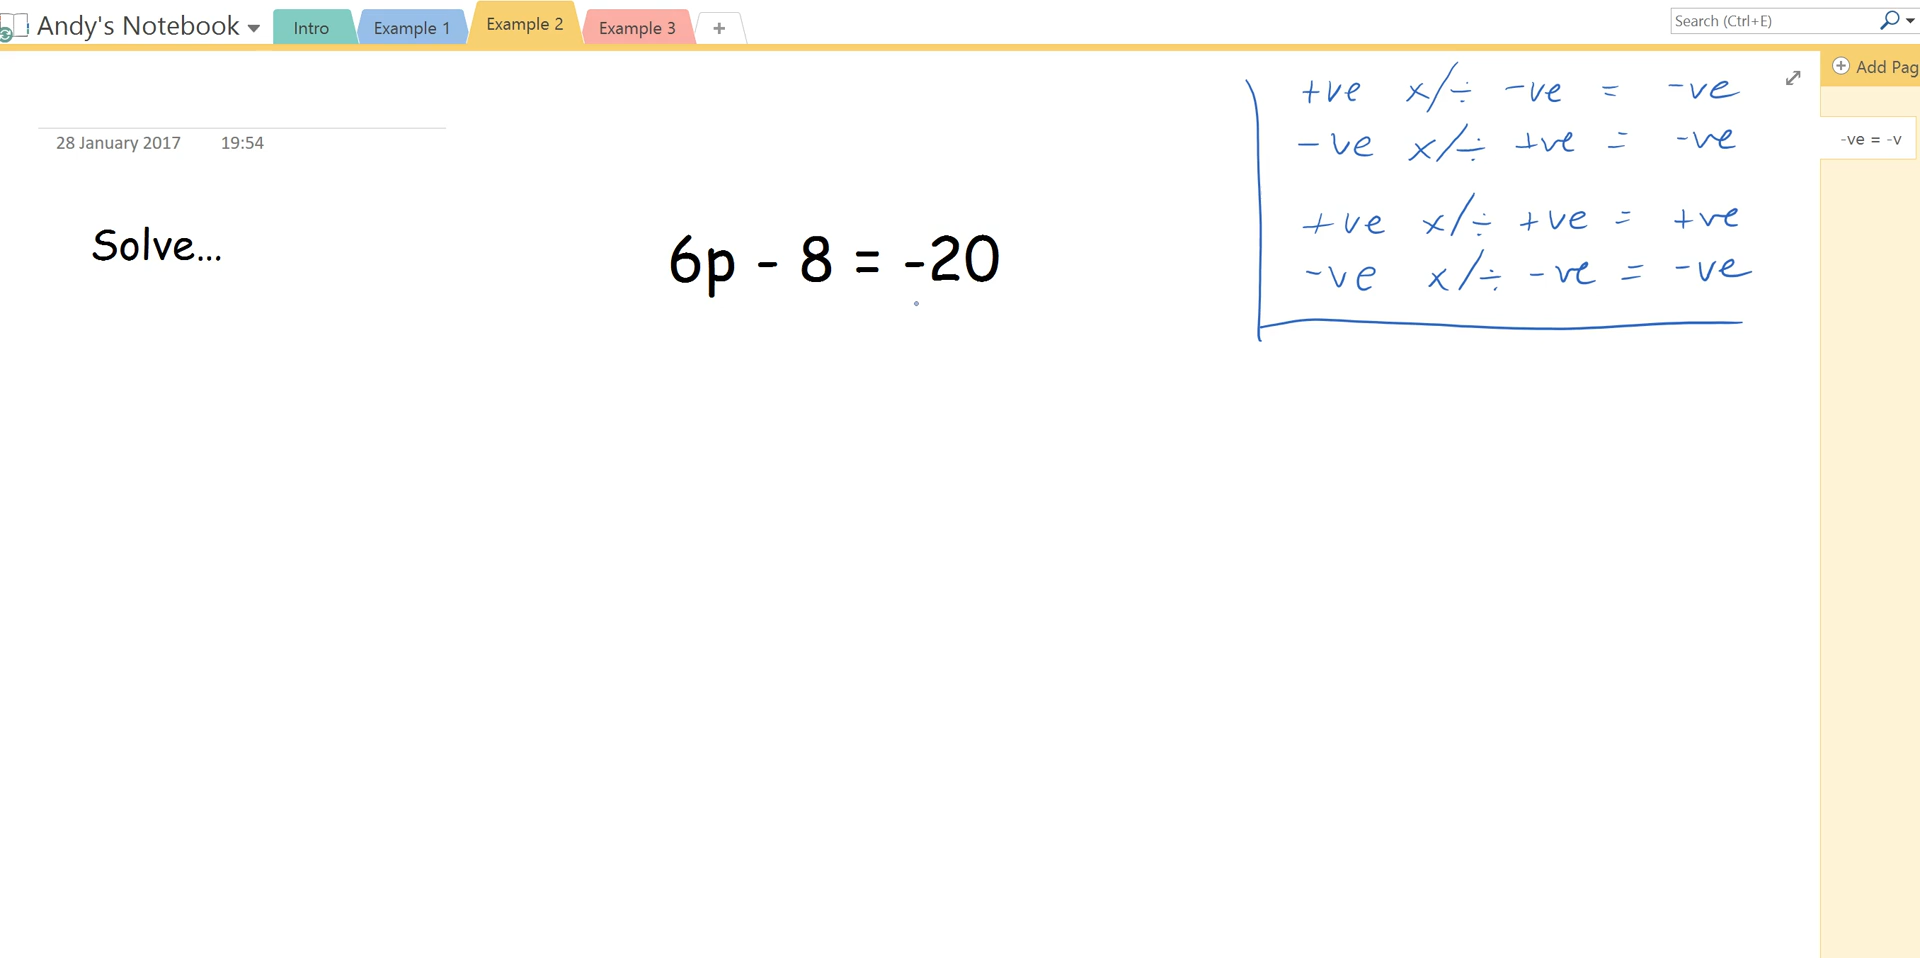 Andy's Notebook Intro Example 1 Example 2 Example 3 + Search (Ctrl+E)
Add Pag
28 January 2017 19:54
-ve = -v
Solve...
6p - 8 = -20
+ve x/÷ -ve = -ve
-ve x/÷ +ve = -ve
+ve x/÷ +ve = +ve
-ve x/÷ -ve = -ve